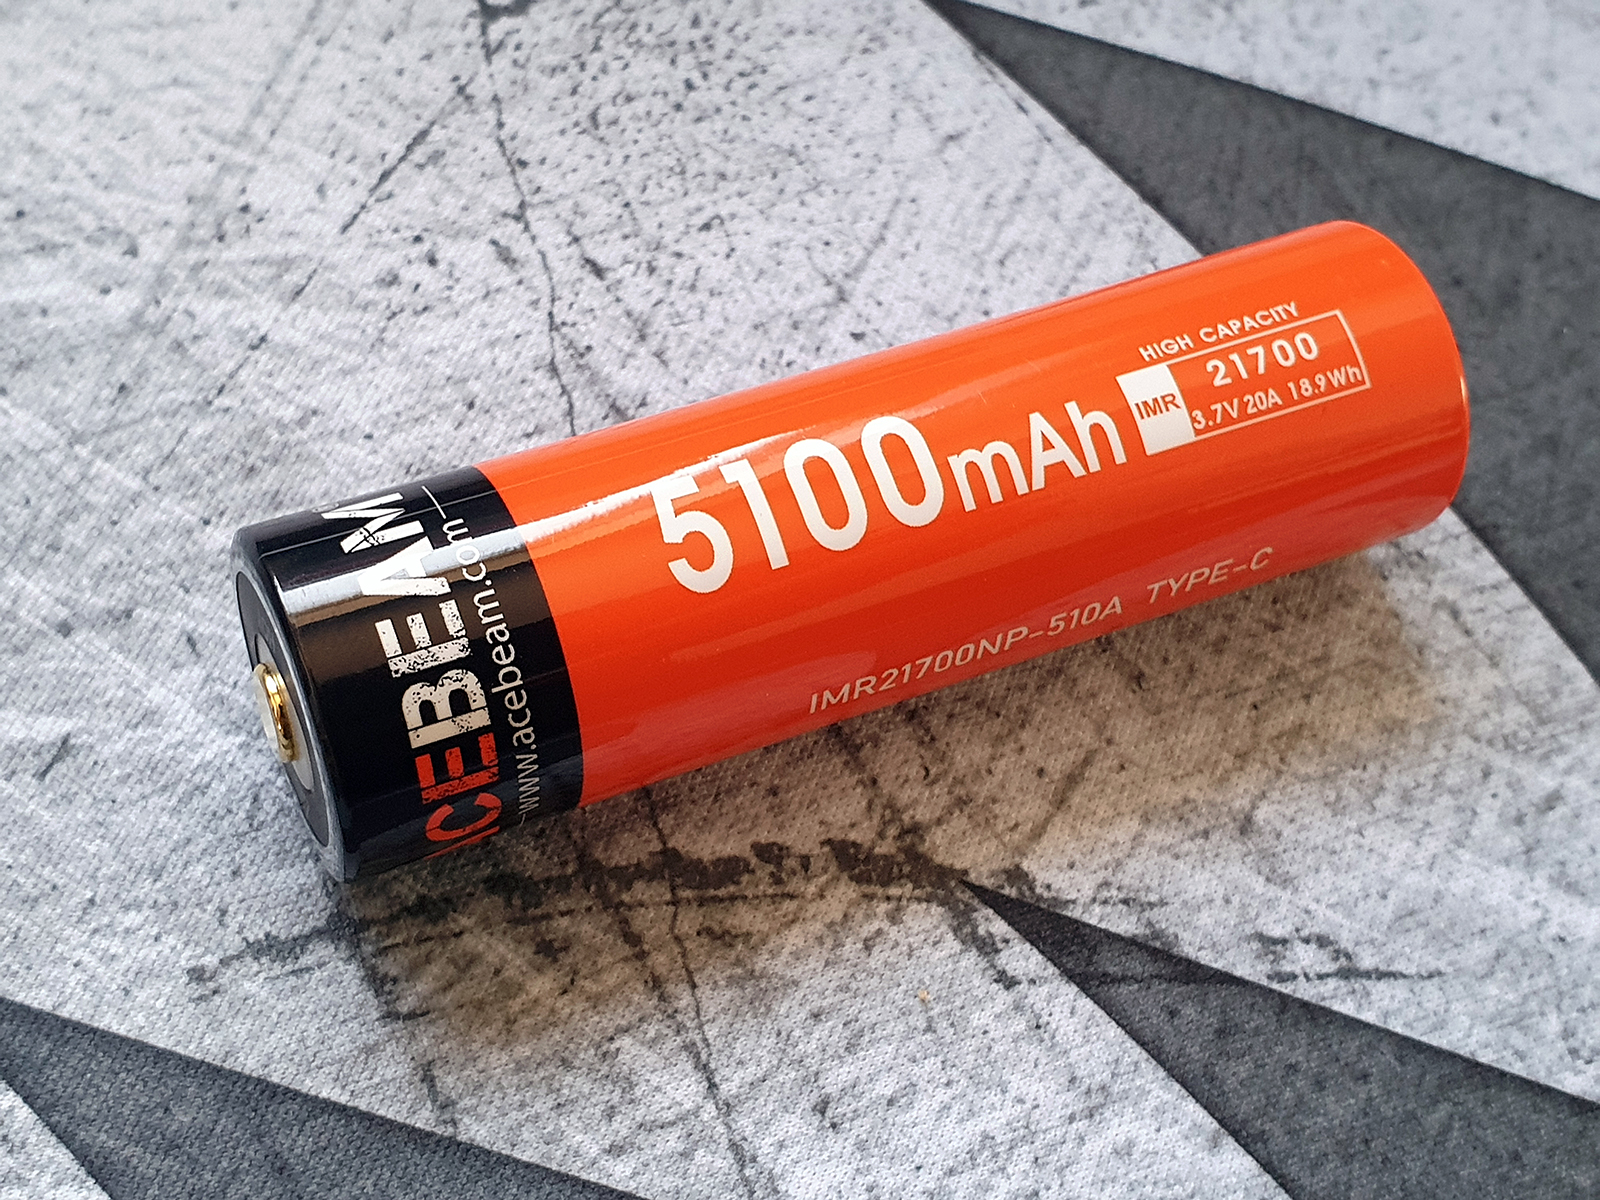 ACEBEAM
—www.acebeam.com—
5100mAh
HIGH CAPACITY
IMR
21700
3.7V 20A 18.9Wh
IMR21700NP-510A TYPE-C